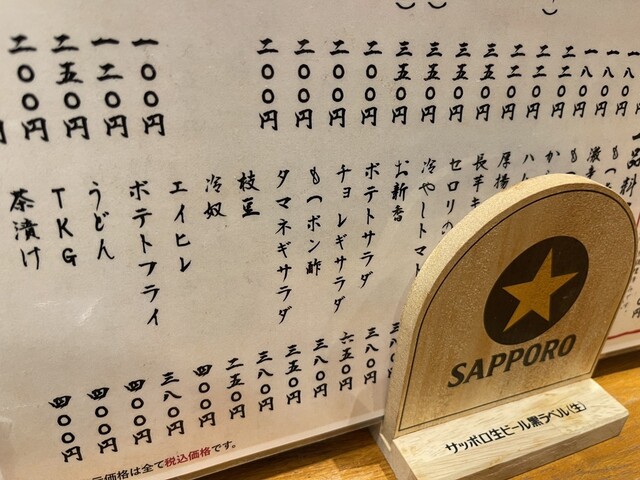 一八〇円
一八〇円
二二〇円
二二〇円
三五〇円
三五〇円
三五〇円
三五〇円
二〇〇円
二〇〇円
二〇〇円
二〇〇円
一〇〇円
一二〇円
二五〇円
二〇〇円
一品料
厚揚
長芋
セロリの
冷やしトマト
お新香
ポテトサラダ
チョレギサラダ
もつポン酢
タマネギサラダ
枝豆
冷奴
エイヒレ
ポテトフライ
うどん
TKG
茶漬け
三八〇円
六五〇円
三八〇円
三五〇円
三八〇円
二五〇円
四〇〇円
三八〇円
四〇〇円
四〇〇円
四〇〇円
価格は全て税込価格です。
SAPPORO
サッポロ生ビール黒ラベル〈生〉